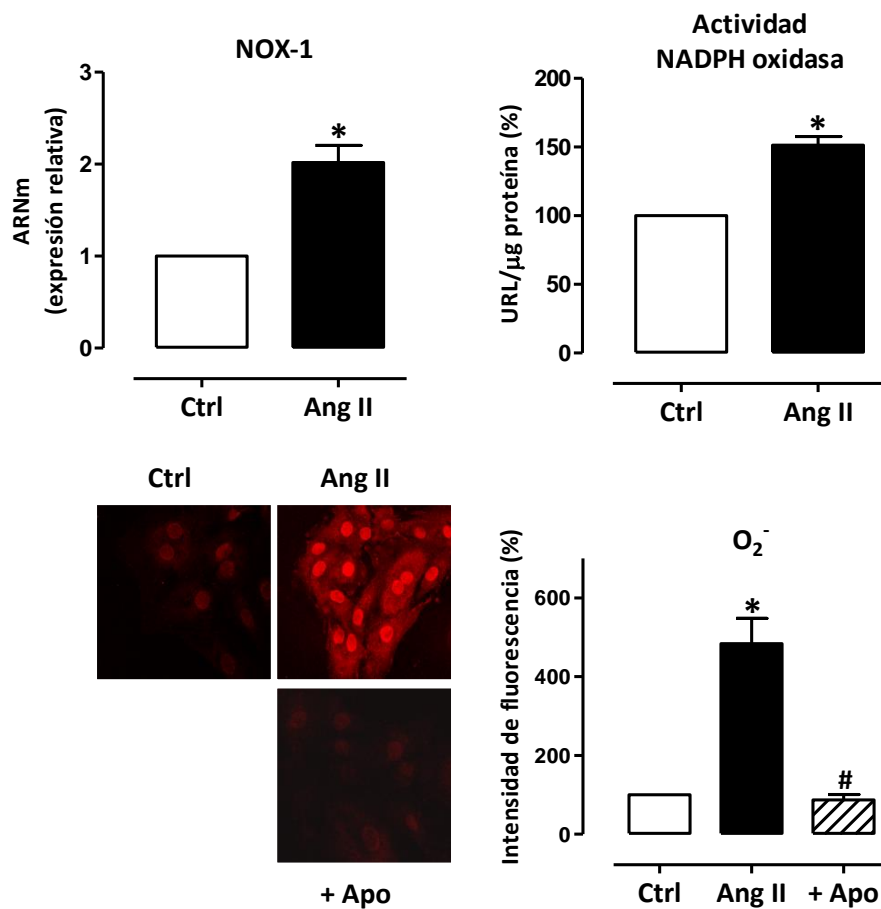 NOX-1
ARNm
(expresión relativa)
3
2
1
0
*
Ctrl Ang II
Actividad
NADPH oxidasa
URL/µg proteína (%)
200
150
100
50
0
*
Ctrl Ang II
Ctrl Ang II
+ Apo
O₂⁻
Intensidad de fluorescencia (%)
600
400
200
0
*
#
Ctrl Ang II + Apo